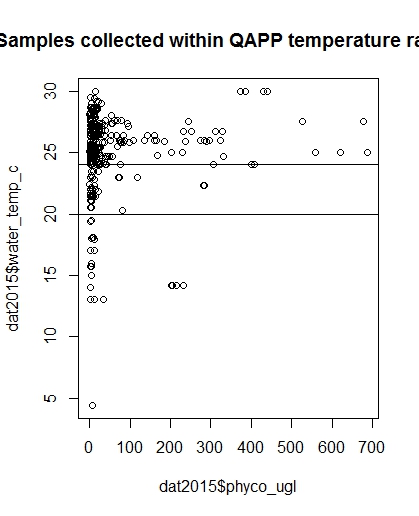 Samples collected within QAPP temperature ra
30
25
20
15
10
5
dat2015$water_temp_c
0 100 200 300 400 500 600 700
dat2015$phyco_ugl